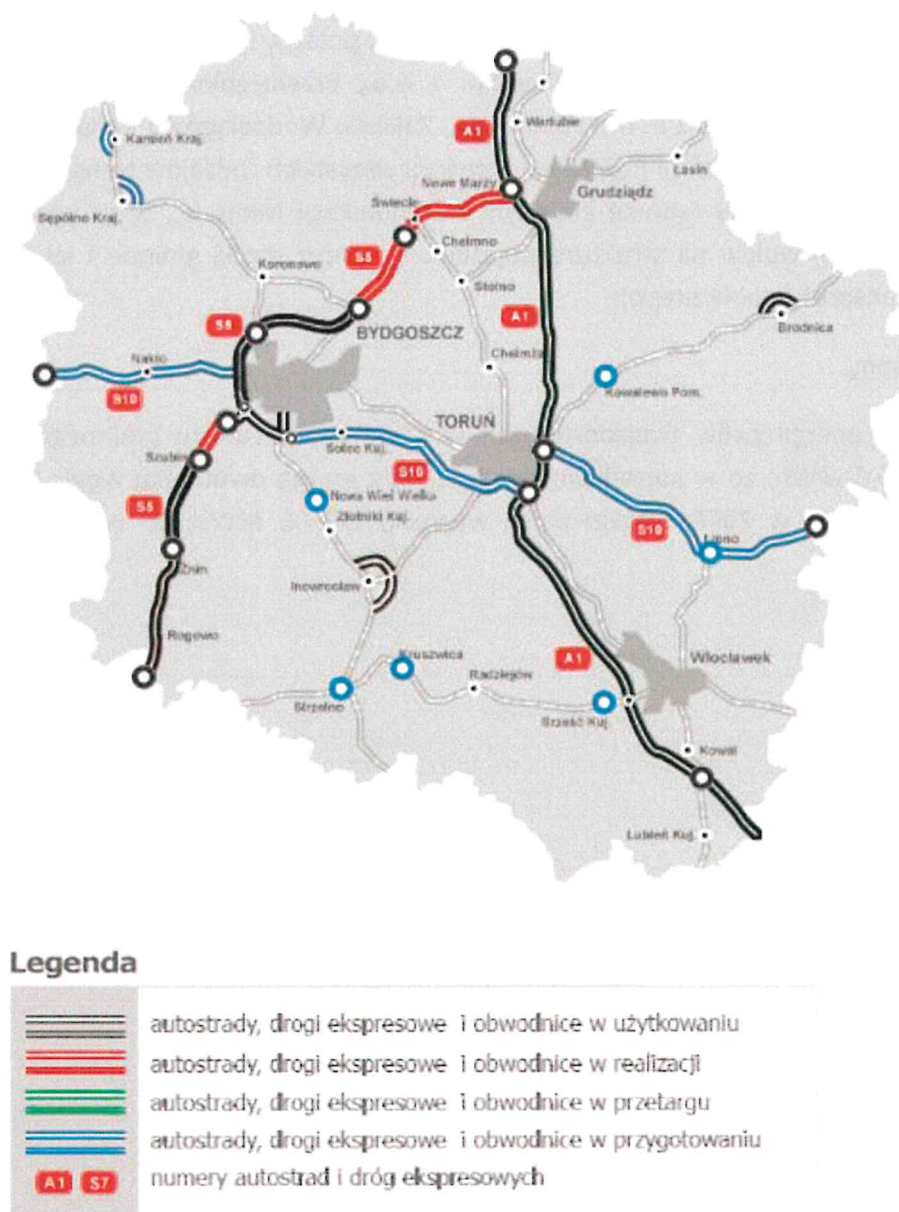 A1
Warlubie
Kamień Kraj.
Łasin
Nowe Marzy
Grudziądz
Świecie
Sępólno Kraj.
Chełmno
S5
Koronowo
Stolno
S5
A1
BYDGOSZCZ
Brodnica
Nakło
Chełmża
Kowalewo Pom.
S10
TORUŃ
Solec Kuj.
Szubin
S10
Nowa Wieś Wielka
S5
Złotniki Kuj.
S10
Lipno
Żnin
Inowrocław
Rogowo
A1
Włocławek
Kruszwica
Radziejów
Strzelno
Brześć Kuj.
Kowal
Lubień Kuj.
Legenda
autostrady, drogi ekspresowe i obwodnice w użytkowaniu
autostrady, drogi ekspresowe i obwodnice w realizacji
autostrady, drogi ekspresowe i obwodnice w przetargu
autostrady, drogi ekspresowe i obwodnice w przygotowaniu
A1 S7 numery autostrad i dróg ekspresowych